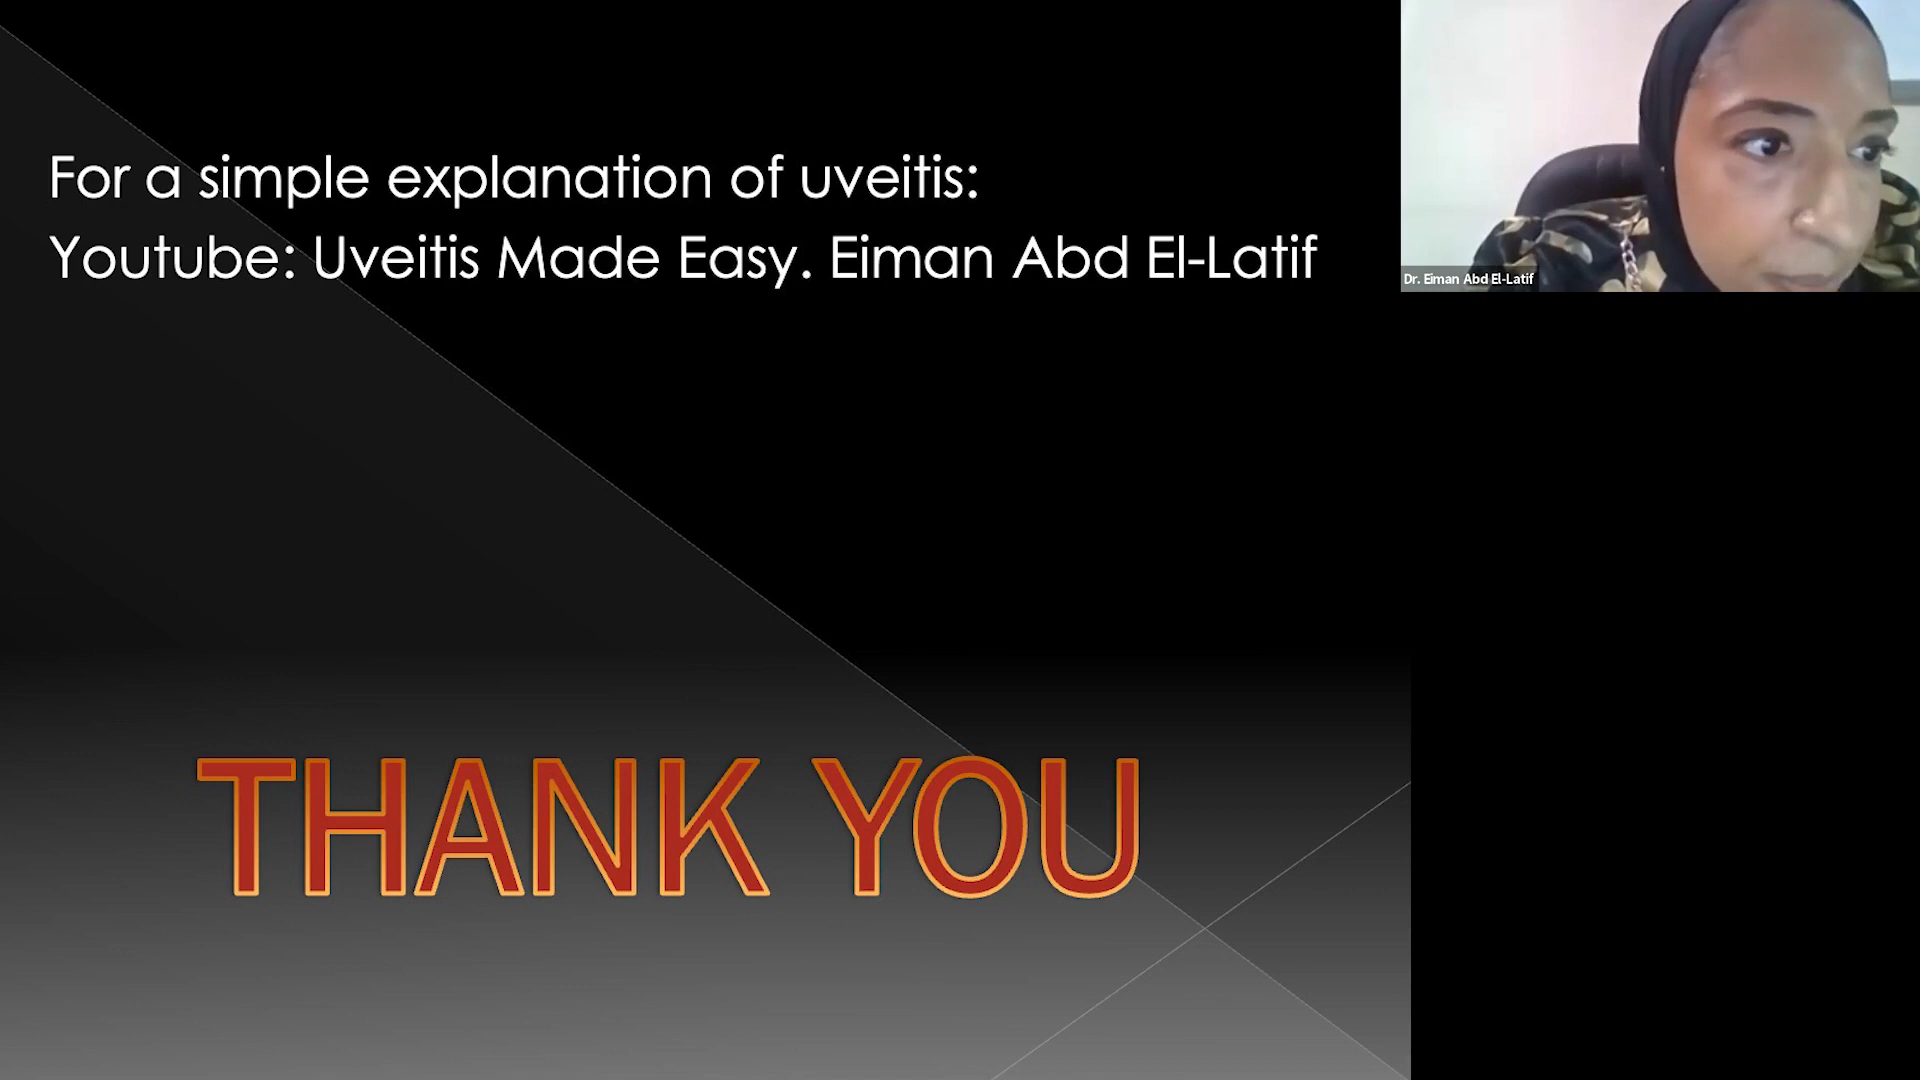 For a simple explanation of uveitis:
Youtube: Uveitis Made Easy. Eiman Abd El-Latif
Dr. Eiman Abd El-Latif
THANK YOU